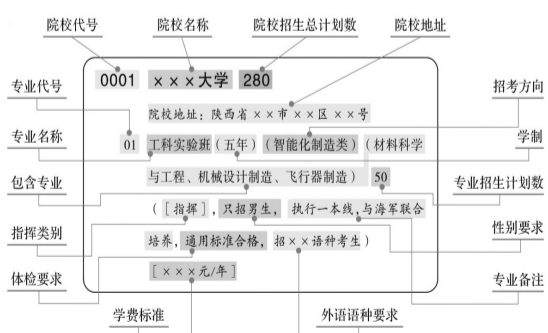 院校代号 院校名称 院校招生总计划数 院校地址
0001 ×××大学 280
专业代号 招考方向
院校地址：陕西省××市××区××号
01 工科实验班（五年）（智能化制造类）（材料科学
专业名称 学制
与工程、机械设计制造、飞行器制造） 50
包含专业 专业招生计划数
（[指挥]，只招男生，执行一本线，与海军联合
指挥类别 性别要求
培养，通用标准合格，招××语种考生）
体检要求 专业备注
[×××元/年]
学费标准 外语语种要求